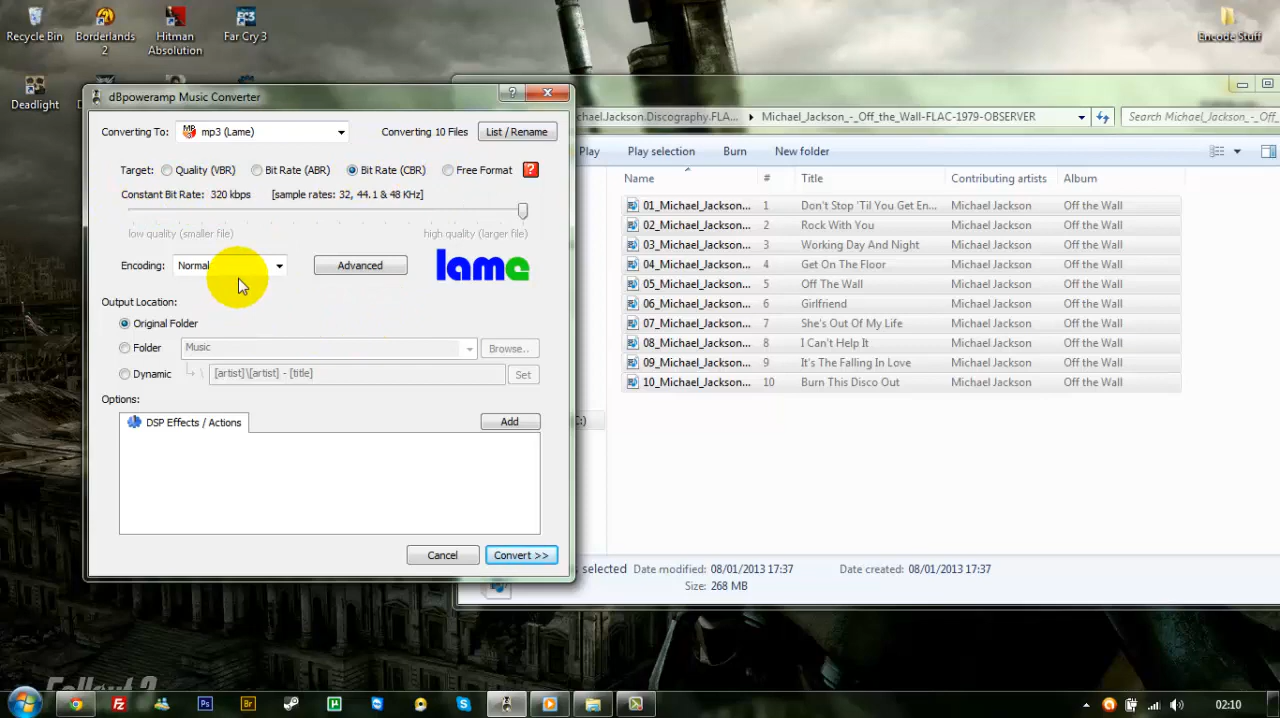 Recycle Bin
Borderlands 2
Hitman Absolution
Far Cry 3
Encode Stuff
Deadlight
dBpoweramp Music Converter
Converting To:
mp3 (Lame)
Converting 10 Files
List / Rename
Target:
Quality (VBR)
Bit Rate (ABR)
Bit Rate (CBR)
Free Format
Constant Bit Rate: 320 kbps
[sample rates: 32, 44.1 & 48 KHz]
low quality (smaller file)
high quality (larger file)
Encoding:
Normal
Advanced
lame
Output Location:
Original Folder
Folder
Music
Browse..
Dynamic
[artist]\[artist] - [title]
Set
Options:
DSP Effects / Actions
Add
Cancel
Convert >>
chael.Jackson.Discography.FLA...
Michael_Jackson_-_Off_the_Wall-FLAC-1979-OBSERVER
Search Michael_Jackson_-_Off_...
Play
Play selection
Burn
New folder
Name # Title Contributing artists Album
01_Michael_Jackson... 1 Don't Stop 'Til You Get En... Michael Jackson Off the Wall
02_Michael_Jackson... 2 Rock With You Michael Jackson Off the Wall
03_Michael_Jackson... 3 Working Day And Night Michael Jackson Off the Wall
04_Michael_Jackson... 4 Get On The Floor Michael Jackson Off the Wall
05_Michael_Jackson... 5 Off The Wall Michael Jackson Off the Wall
06_Michael_Jackson... 6 Girlfriend Michael Jackson Off the Wall
07_Michael_Jackson... 7 She's Out Of My Life Michael Jackson Off the Wall
08_Michael_Jackson... 8 I Can't Help It Michael Jackson Off the Wall
09_Michael_Jackson... 9 It's The Falling In Love Michael Jackson Off the Wall
10_Michael_Jackson... 10 Burn This Disco Out Michael Jackson Off the Wall
C:)
s selected Date modified: 08/01/2013 17:37 Date created: 08/01/2013 17:37
Size: 268 MB
02:10